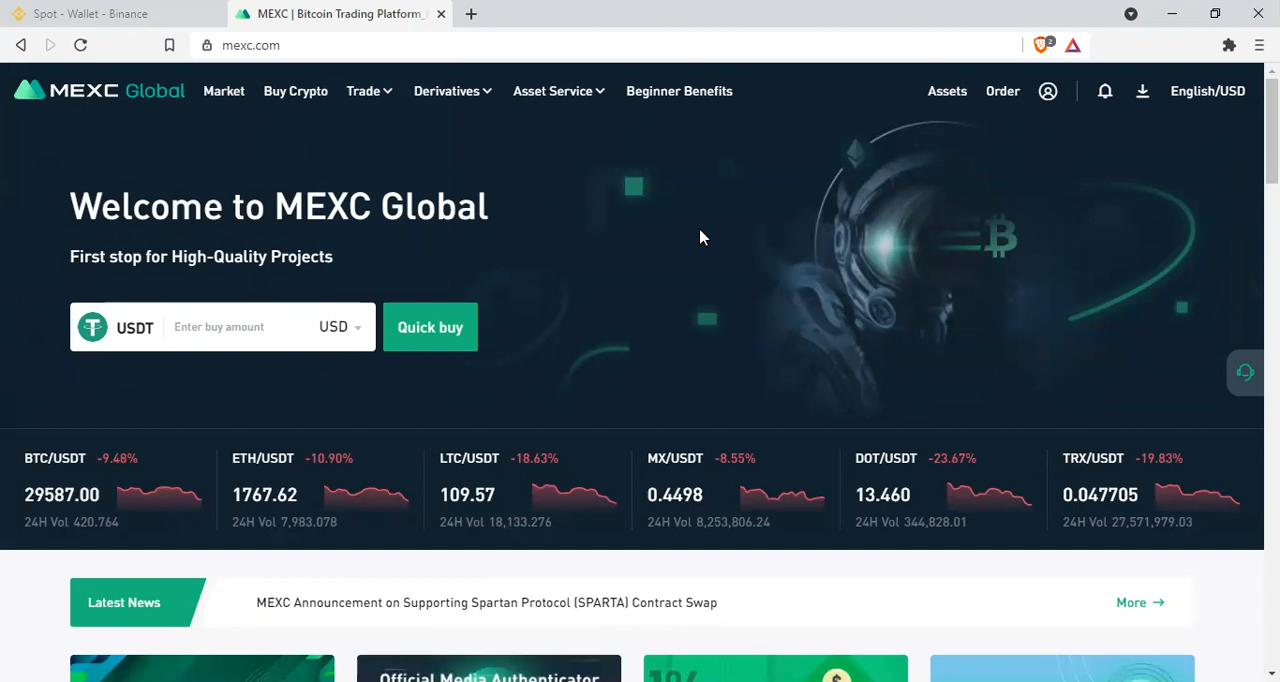 Spot - Wallet - Binance
MEXC | Bitcoin Trading Platform_
mexc.com
2
MEXC Global
Market
Buy Crypto
Trade
Derivatives
Asset Service
Beginner Benefits
Assets
Order
English/USD
Welcome to MEXC Global
First stop for High-Quality Projects
USDT
Enter buy amount
USD
Quick buy
BTC/USDT -9.48%
29587.00
24H Vol 420.764
ETH/USDT -10.90%
1767.62
24H Vol 7,983.078
LTC/USDT -18.63%
109.57
24H Vol 18,133.276
MX/USDT -8.55%
0.4498
24H Vol 8,253,806.24
DOT/USDT -23.67%
13.460
24H Vol 344,828.01
TRX/USDT -19.83%
0.047705
24H Vol 27,571,979.03
Latest News
MEXC Announcement on Supporting Spartan Protocol (SPARTA) Contract Swap
More →
Official Media Authenticator